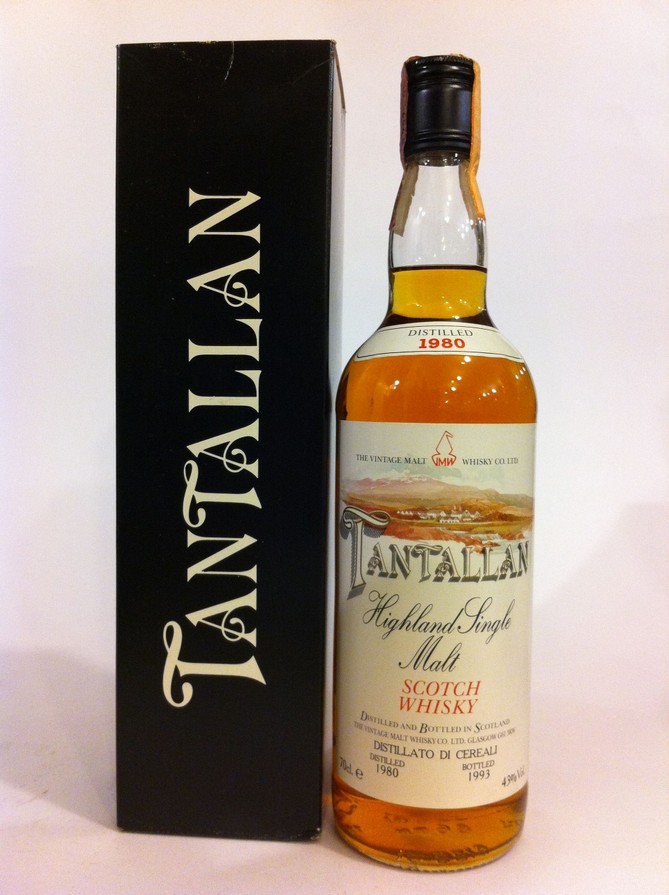 TANTALLAN
DISTILLED
1980
THE VINTAGE MALT VMW WHISKY CO. LTD.
TANTALLAN
Highland Single
Malt
SCOTCH
WHISKY
DISTILLED AND BOTTLED IN SCOTLAND
THE VINTAGE MALT WHISKY CO. LTD. GLASGOW
DISTILLATO DI CEREALI
70cl. e DISTILLED BOTTLED 43% Vol.
1980 1993